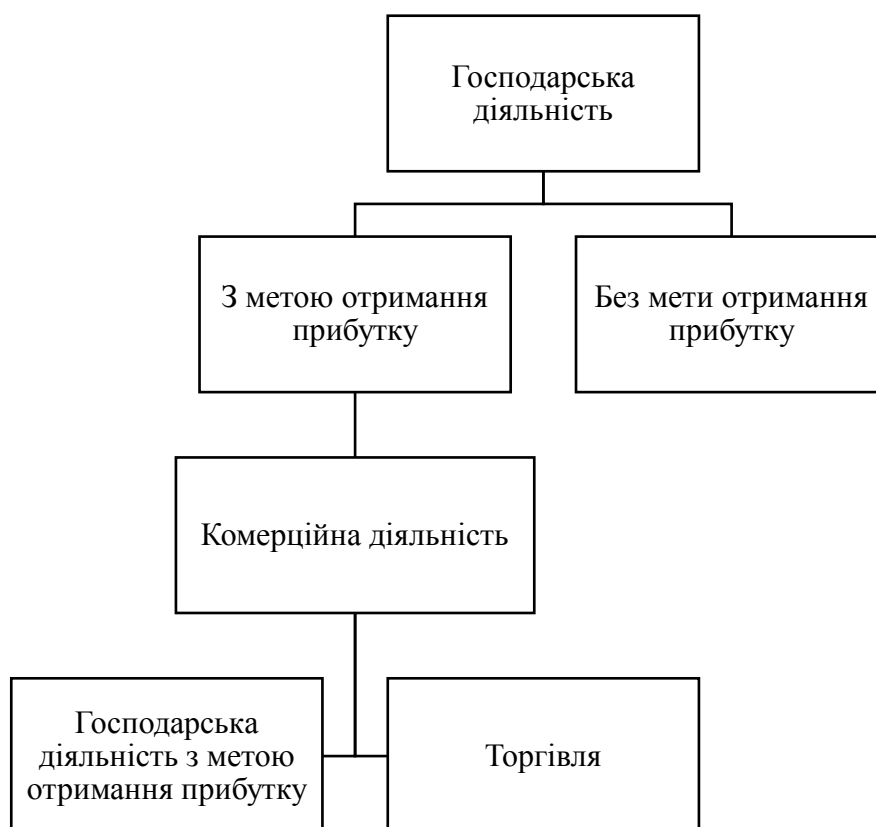 Господарська
діяльність
З метою отримання
прибутку
Без мети отримання
прибутку
Комерційна діяльність
Господарська
діяльність з метою
отримання прибутку
Торгівля